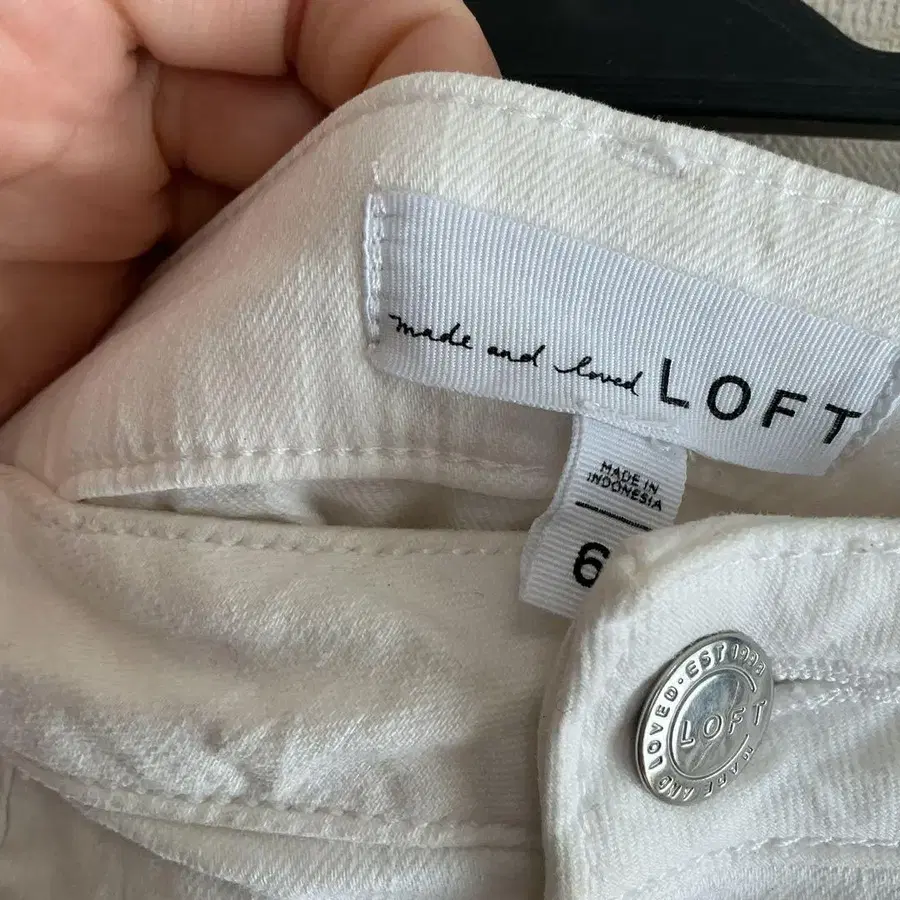 made and loved LOFT
MADE IN
INDONESIA
6
EST 1998
LOFT
MADE AND LOVED